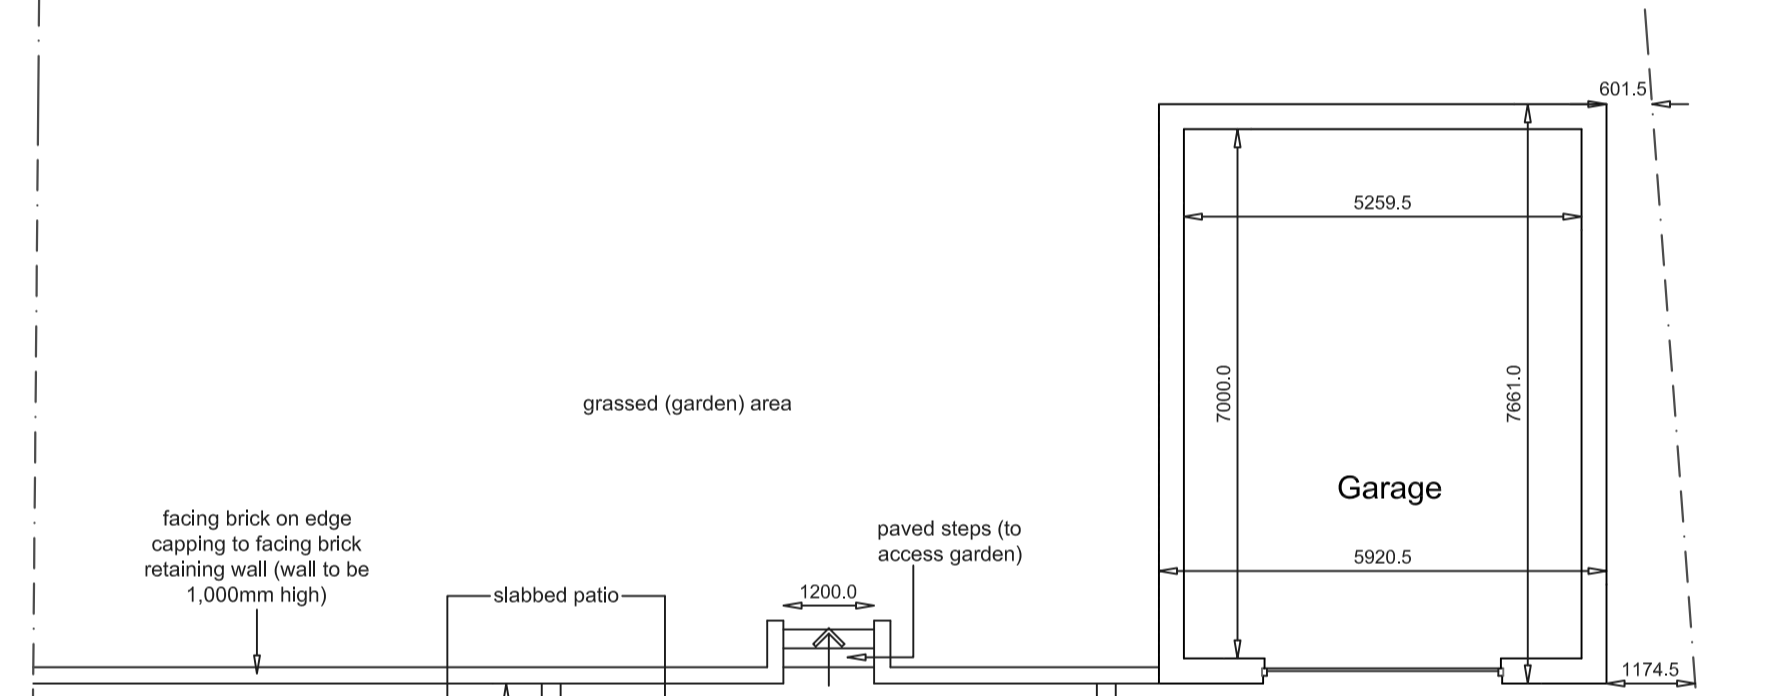 601.5
5259.5
7000.0
7661.0
grassed (garden) area
Garage
facing brick on edge
capping to facing brick
retaining wall (wall to be
1,000mm high)
paved steps (to
access garden)
5920.5
slabbed patio
1200.0
1174.5